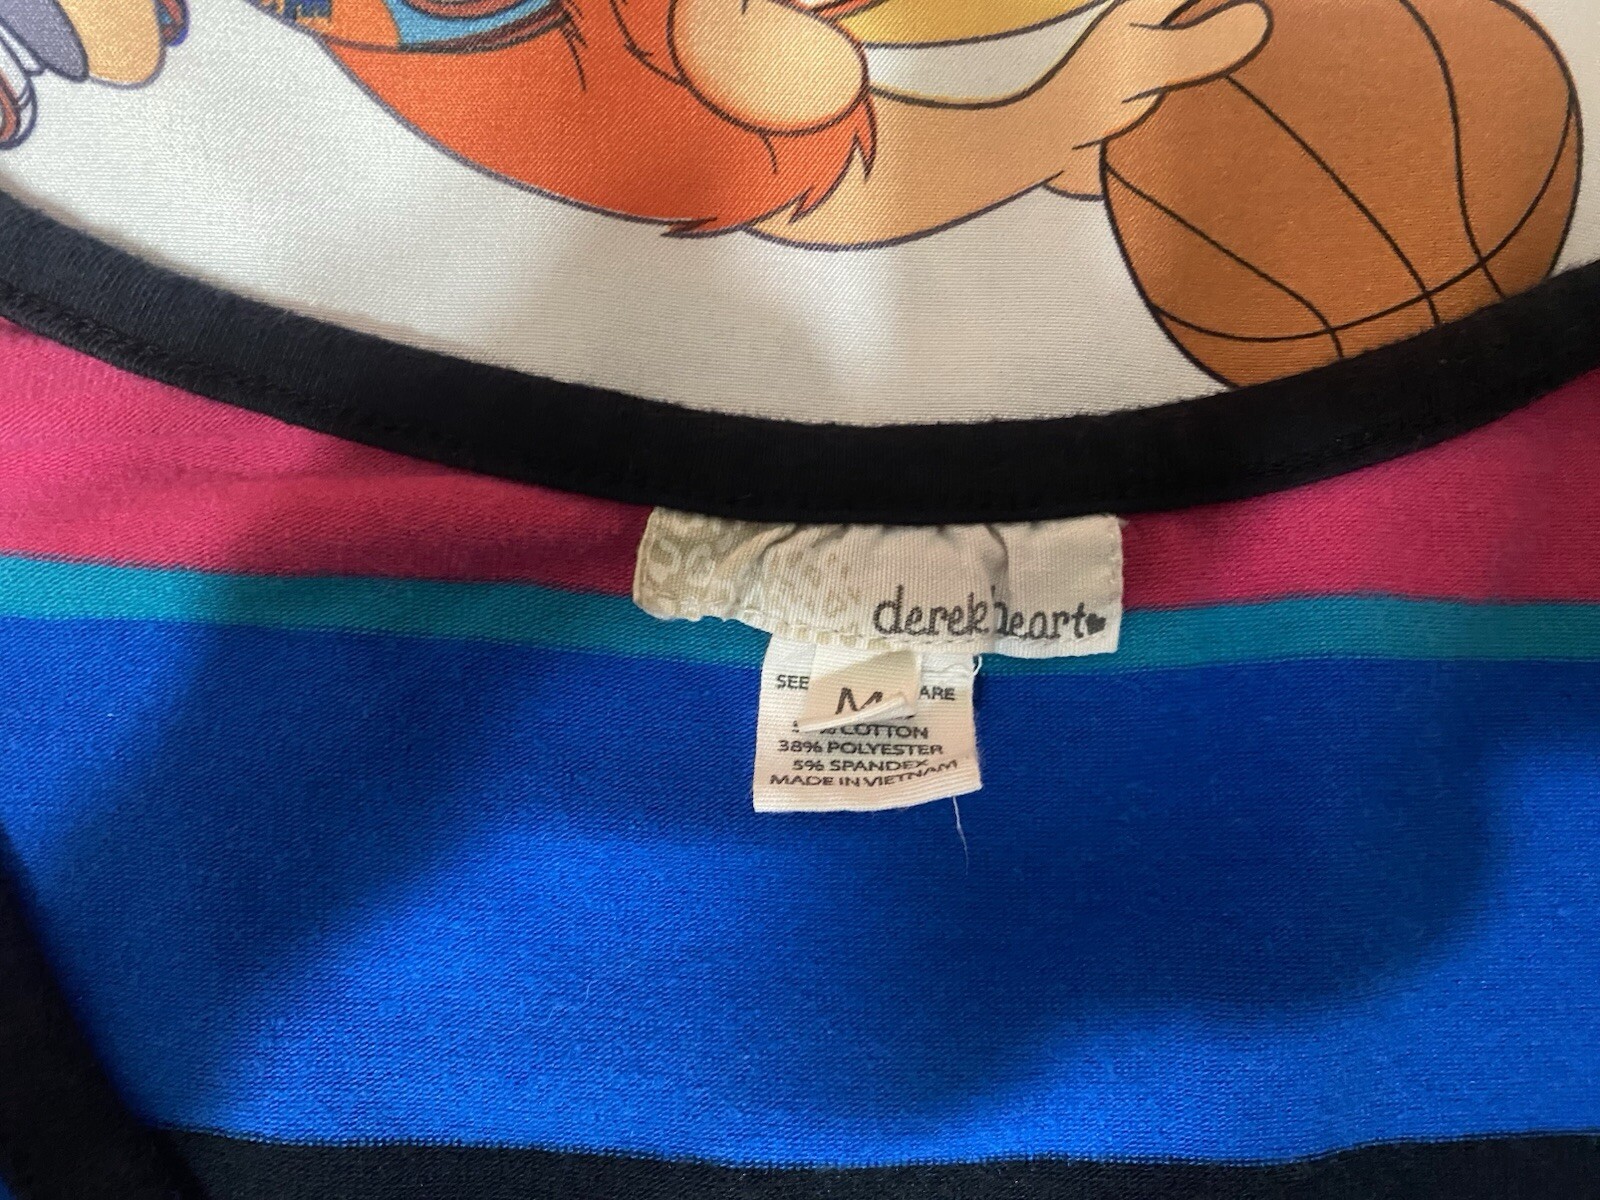 derek heart
SEE ARE
M
% COTTON
38% POLYESTER
5% SPANDEX
MADE IN VIETNAM